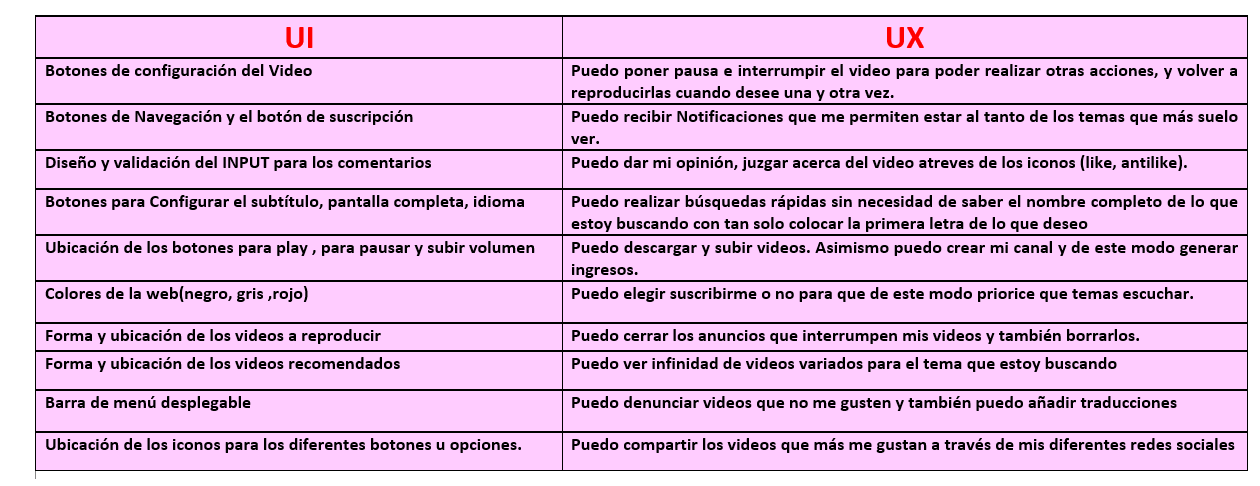 UI
UX
Botones de configuración del Video
Puedo poner pausa e interrumpir el video para poder realizar otras acciones, y volver a
reproducirlas cuando desee una y otra vez.
Botones de Navegación y el botón de suscripción
Puedo recibir Notificaciones que me permiten estar al tanto de los temas que más suelo
ver.
Diseño y validación del INPUT para los comentarios
Puedo dar mi opinión, juzgar acerca del video atreves de los iconos (like, antilike).
Botones para Configurar el subtítulo, pantalla completa, idioma
Puedo realizar búsquedas rápidas sin necesidad de saber el nombre completo de lo que
estoy buscando con tan solo colocar la primera letra de lo que deseo
Ubicación de los botones para play , para pausar y subir volumen
Puedo descargar y subir videos. Asimismo puedo crear mi canal y de este modo generar
ingresos.
Colores de la web(negro, gris ,rojo)
Puedo elegir suscribirme o no para que de este modo priorice que temas escuchar.
Forma y ubicación de los videos a reproducir
Puedo cerrar los anuncios que interrumpen mis videos y también borrarlos.
Forma y ubicación de los videos recomendados
Puedo ver infinidad de videos variados para el tema que estoy buscando
Barra de menú desplegable
Puedo denunciar videos que no me gusten y también puedo añadir traducciones
Ubicación de los iconos para los diferentes botones u opciones.
Puedo compartir los videos que más me gustan a través de mis diferentes redes sociales